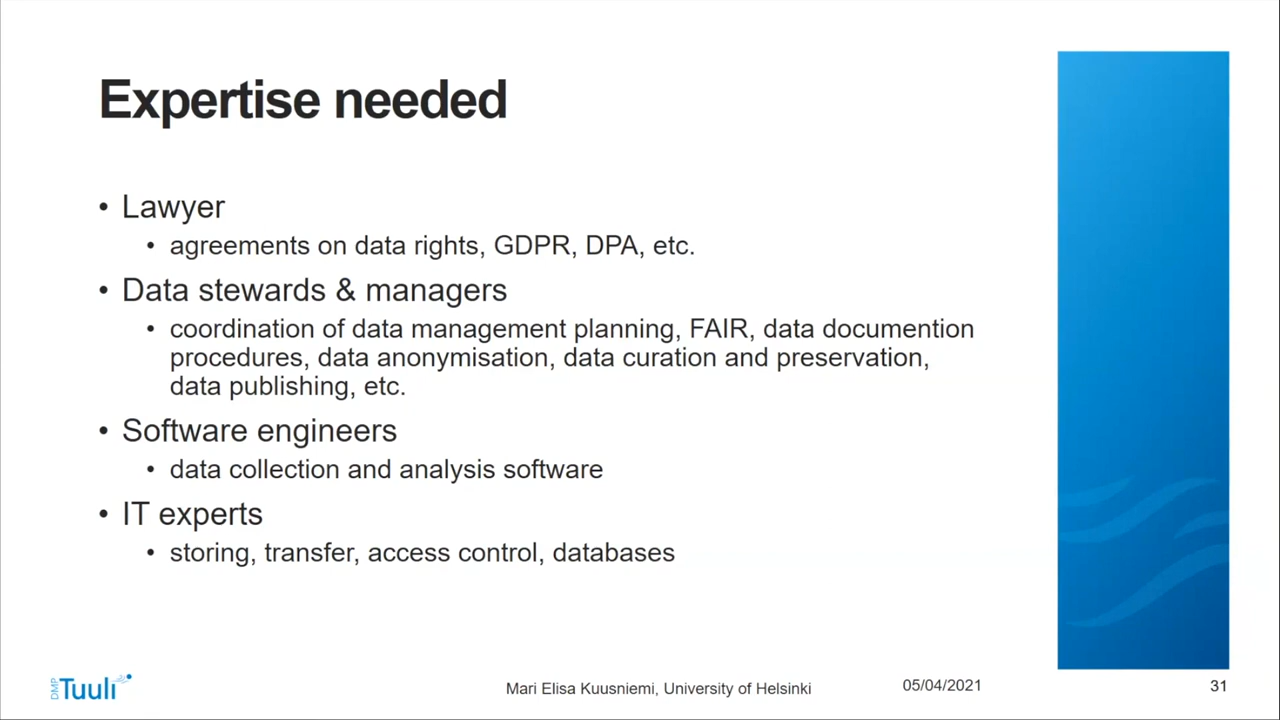 Expertise needed
• Lawyer
• agreements on data rights, GDPR, DPA, etc.
• Data stewards & managers
• coordination of data management planning, FAIR, data documention
procedures, data anonymisation, data curation and preservation,
data publishing, etc.
• Software engineers
• data collection and analysis software
• IT experts
• storing, transfer, access control, databases
DMP Tuuli
Mari Elisa Kuusniemi, University of Helsinki
05/04/2021
31